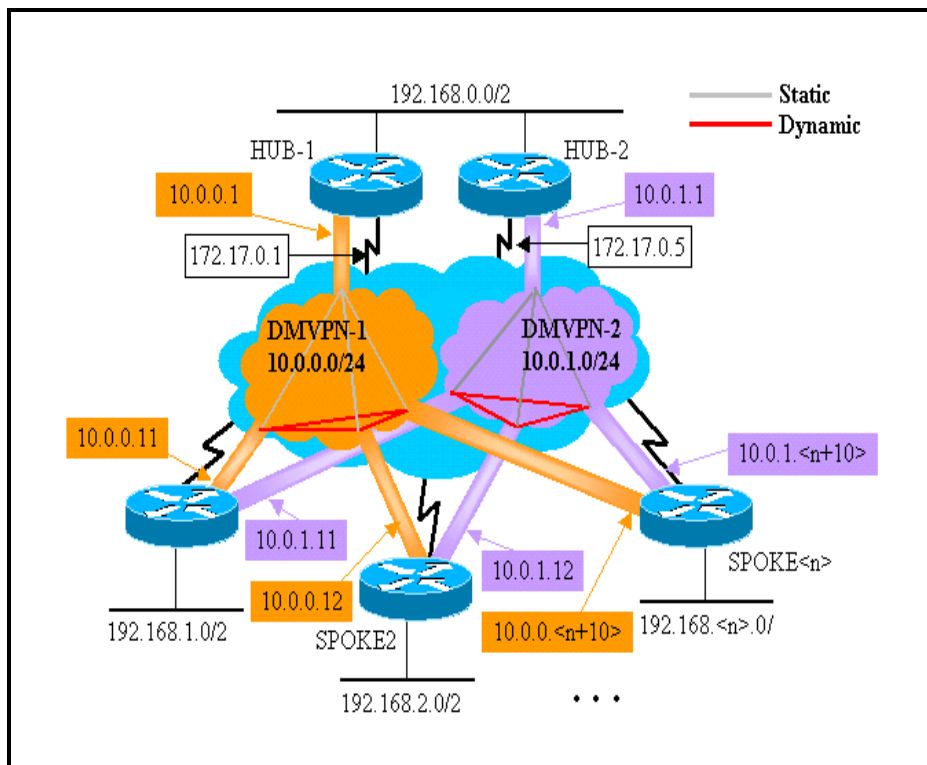 192.168.0.0/2
Static
Dynamic
HUB-1
HUB-2
10.0.0.1
10.0.1.1
172.17.0.1
172.17.0.5
DMVPN-1
10.0.0.0/24
DMVPN-2
10.0.1.0/24
10.0.0.11
10.0.1.<n+10>
10.0.1.11
10.0.0.12
10.0.1.12
10.0.0.<n+10>
SPOKE<n>
192.168.1.0/2
SPOKE2
192.168.<n>.0/
192.168.2.0/2
• • •